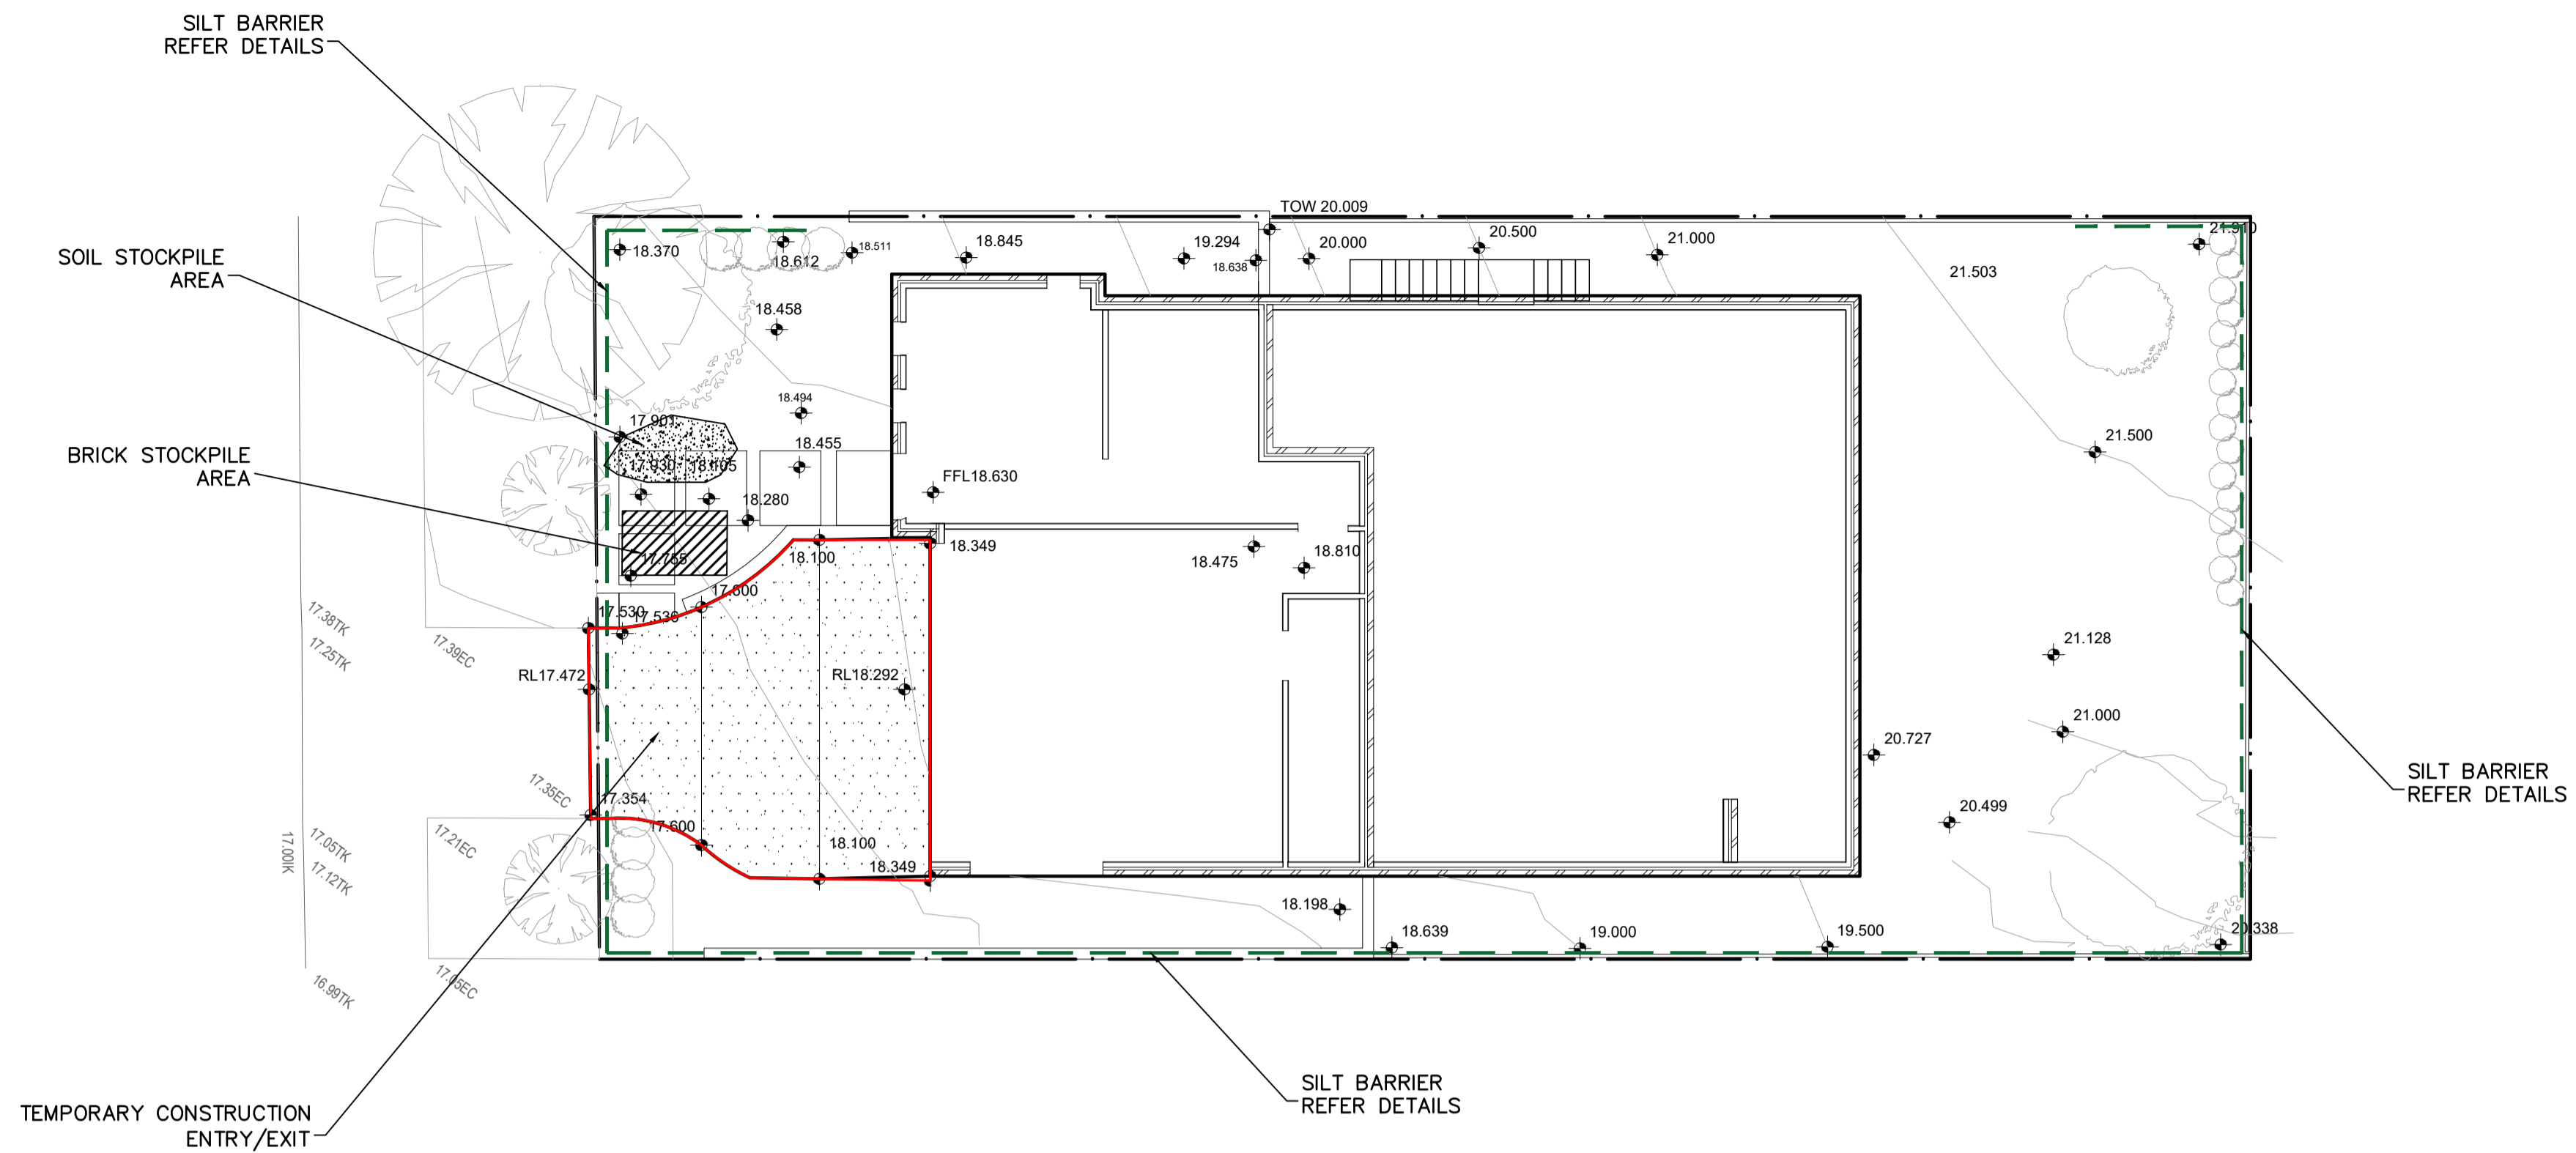 SILT BARRIER
REFER DETAILS
SOIL STOCKPILE
AREA
BRICK STOCKPILE
AREA
TEMPORARY CONSTRUCTION
ENTRY/EXIT
SILT BARRIER
REFER DETAILS
SILT BARRIER
REFER DETAILS
TOW 20.009
18.370
18.612
18.511
18.845
19.294
18.638
20.000
20.500
21.000
21.503
21.910
18.458
18.494
18.455
17.901
17.930
18.105
18.280
FFL18.630
21.500
17.755
18.100
18.349
18.475
18.810
17.600
17.530
17.536
RL17.472
RL18.292
21.128
21.000
20.727
20.499
17.354
17.600
18.100
18.349
18.198
18.639
19.000
19.500
20.338
17.38TK
17.25TK
17.39EC
17.35EC
17.21EC
17.05TK
17.12TK
17.00IK
17.05EC
16.99TK